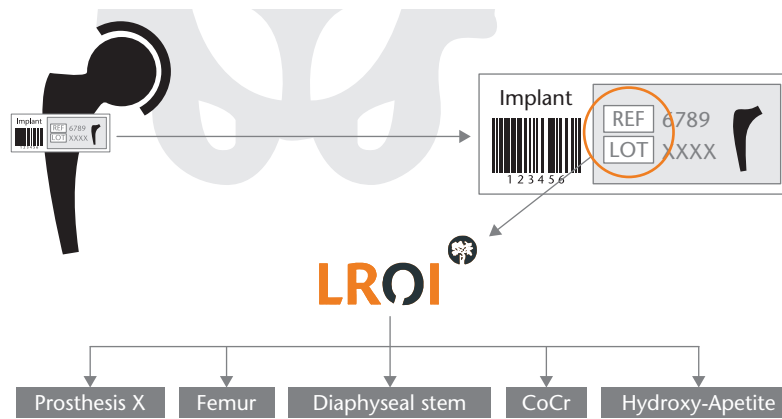 Implant
REF 6789
LOT XXXX
123456
Implant
REF 6789
LOT XXXX
123456
LROI
Prosthesis X
Femur
Diaphyseal stem
CoCr
Hydroxy-Apetite